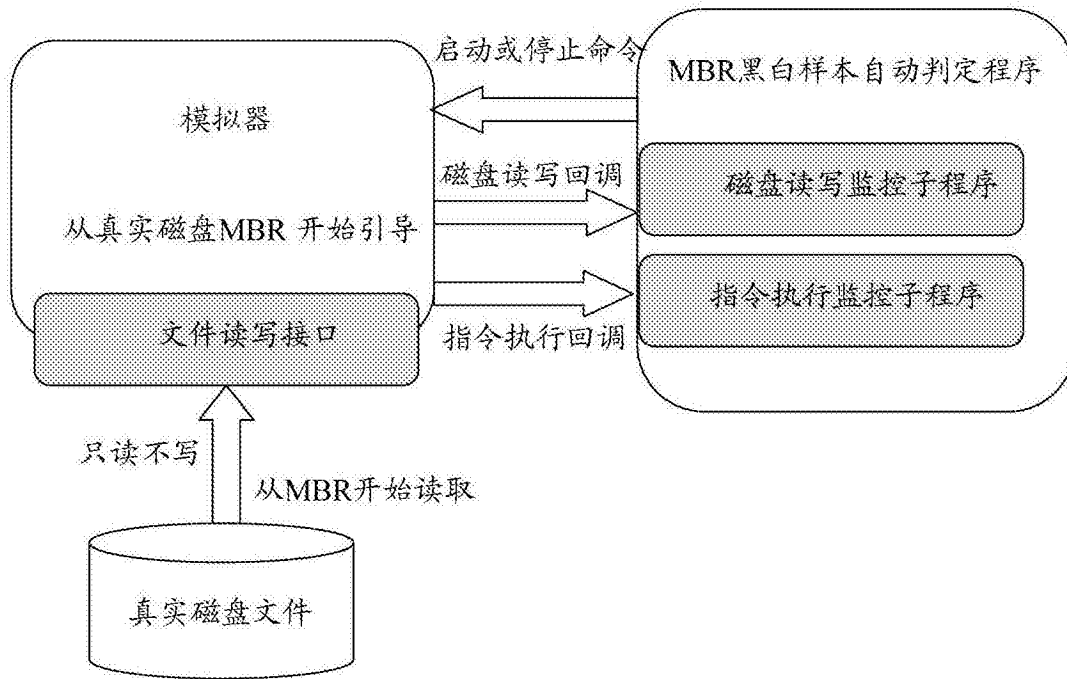 启动或停止命令
MBR黑白样本自动判定程序
模拟器
磁盘读写回调
磁盘读写监控子程序
从真实磁盘MBR 开始引导
指令执行监控子程序
文件读写接口
指令执行回调
只读不写
从MBR开始读取
真实磁盘文件